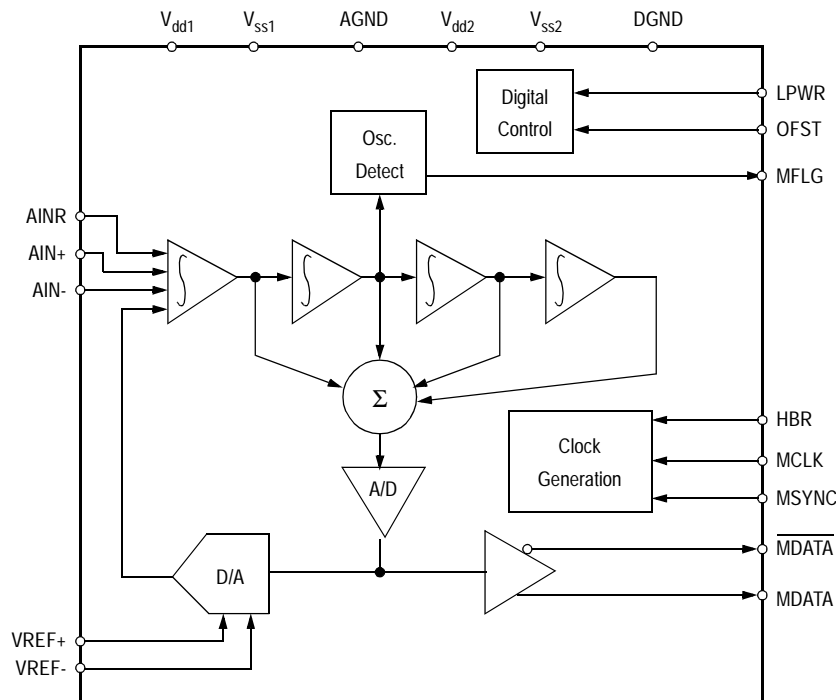 Vdd1 Vss1 AGND Vdd2 Vss2 DGND
LPWR
Digital
Control
OFST
Osc.
Detect
MFLG
AINR
AIN+
AIN-
∫ ∫ ∫ ∫
Σ
HBR
Clock
Generation
MCLK
MSYNC
A/D
MDATA
D/A
MDATA
VREF+
VREF-